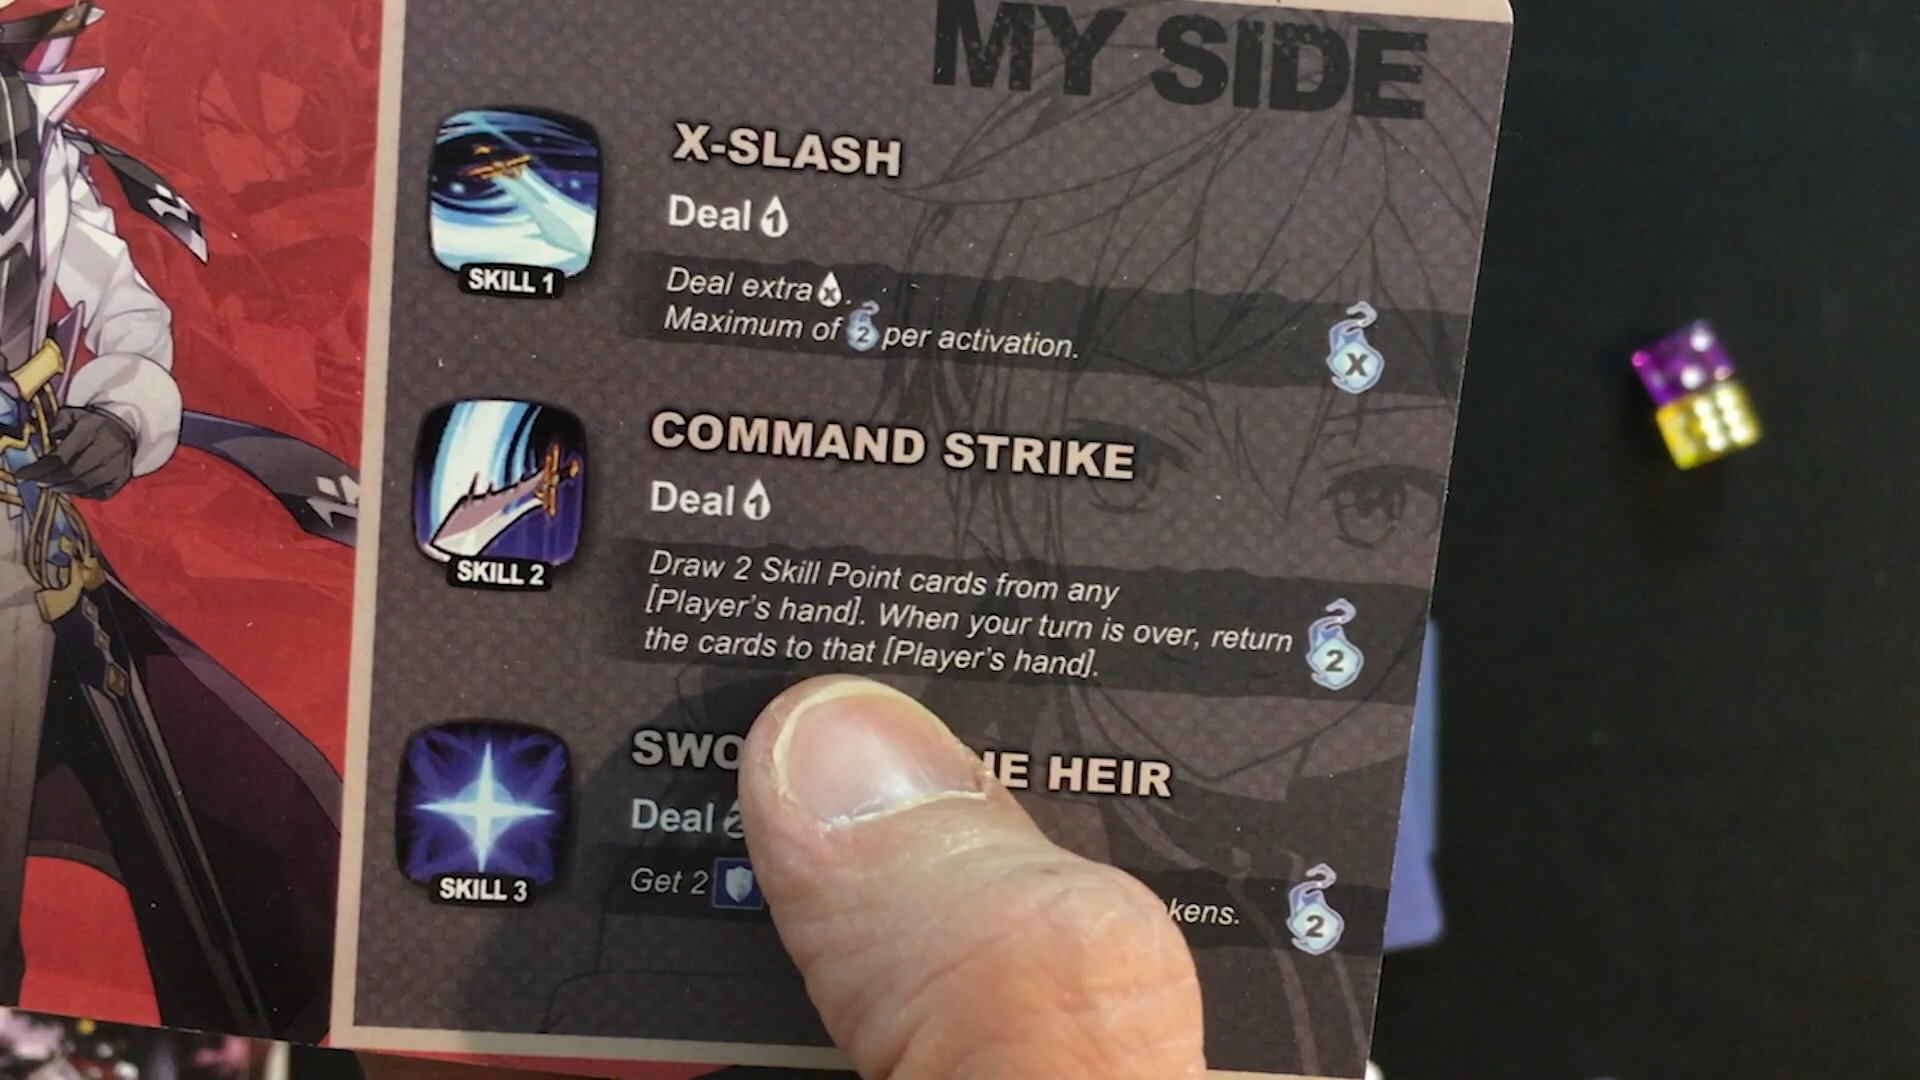 MY SIDE
X-SLASH
Deal 1
SKILL 1
Deal extra X.
Maximum of 2 per activation.
X
COMMAND STRIKE
Deal 1
SKILL 2
Draw 2 Skill Point cards from any
[Player's hand]. When your turn is over, return
the cards to that [Player's hand].
2
HEIR
Deal 2
SKILL 3
Get 2
2